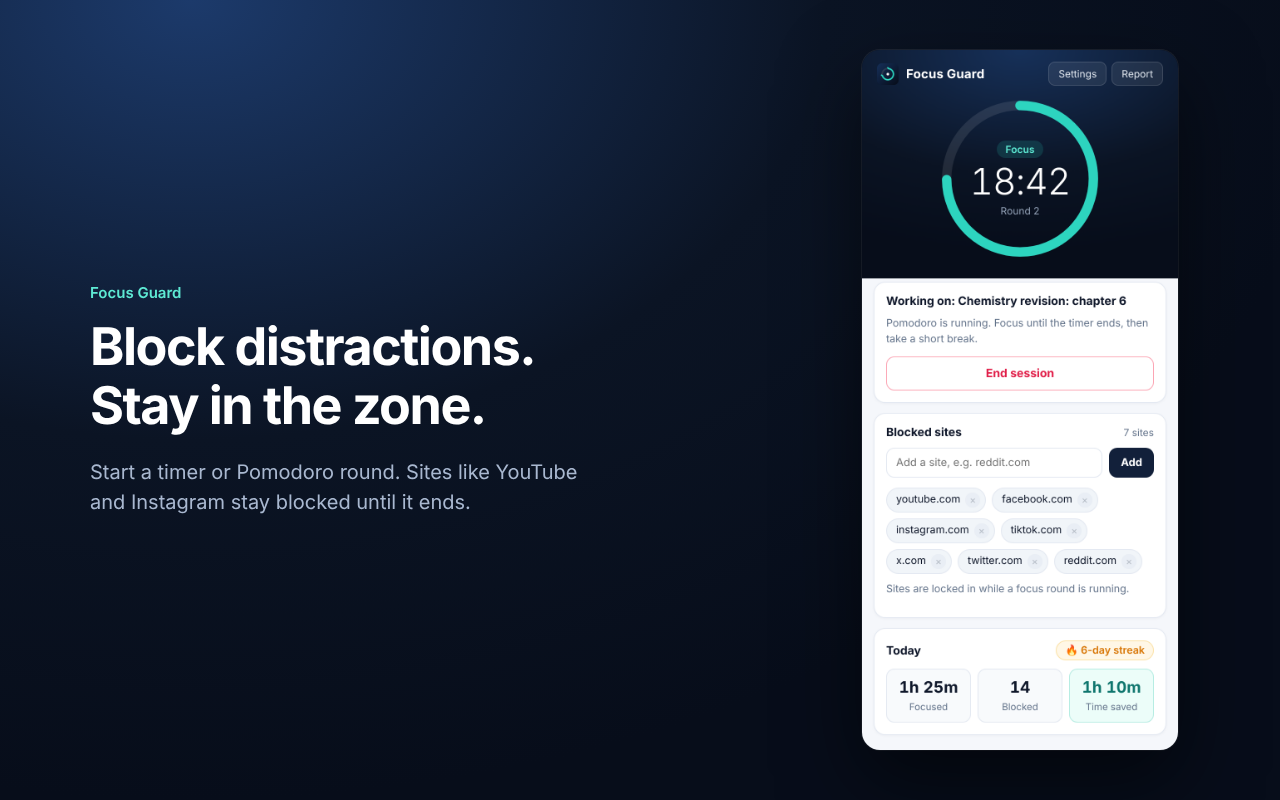 Focus Guard
Block distractions.
Stay in the zone.
Start a timer or Pomodoro round. Sites like YouTube
and Instagram stay blocked until it ends.
Focus Guard
Settings
Report
Focus
18:42
Round 2
Working on: Chemistry revision: chapter 6
Pomodoro is running. Focus until the timer ends, then
take a short break.
End session
Blocked sites
7 sites
Add a site, e.g. reddit.com
Add
youtube.com ×
facebook.com ×
instagram.com ×
tiktok.com ×
x.com ×
twitter.com ×
reddit.com ×
Sites are locked in while a focus round is running.
Today
🔥 6-day streak
1h 25m
Focused
14
Blocked
1h 10m
Time saved